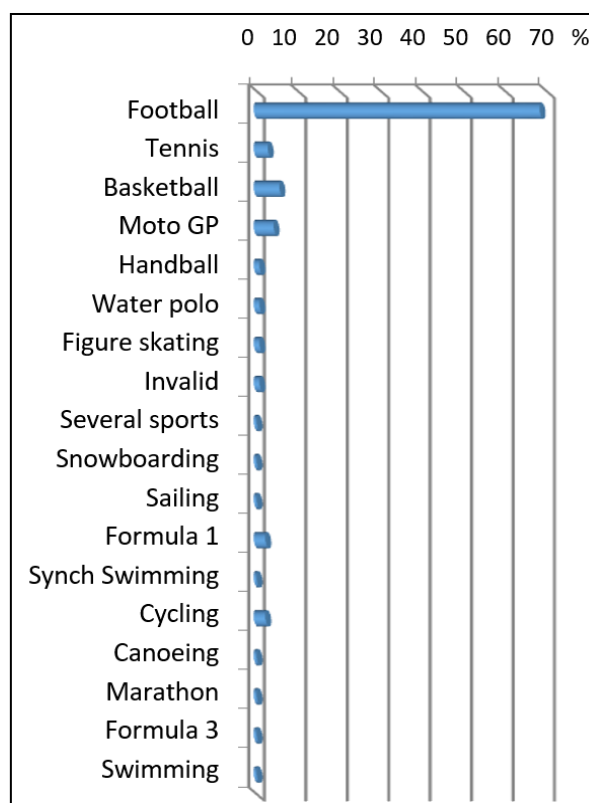 0 10 20 30 40 50 60 70 %
Football
Tennis
Basketball
Moto GP
Handball
Water polo
Figure skating
Invalid
Several sports
Snowboarding
Sailing
Formula 1
Synch Swimming
Cycling
Canoeing
Marathon
Formula 3
Swimming